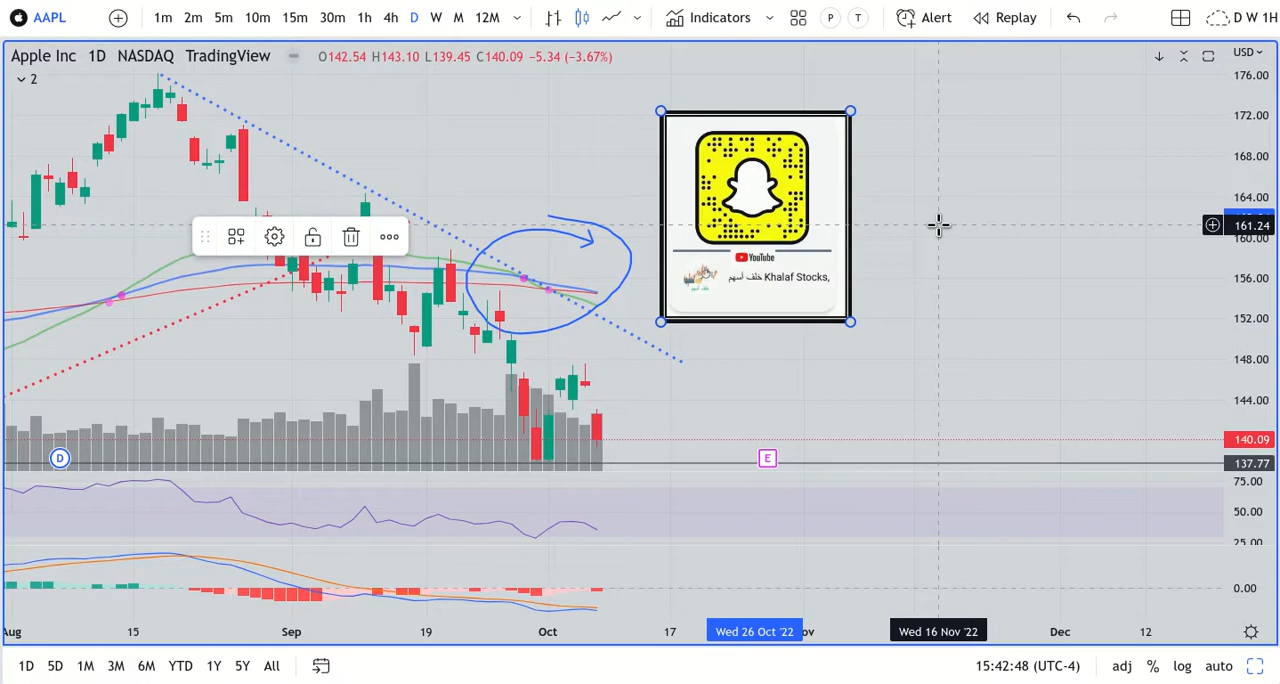 AAPL 1m 2m 5m 10m 15m 30m 1h 4h D W M 12M Indicators P T Alert Replay D W 1H
Apple Inc 1D NASDAQ TradingView O142.54 H143.10 L139.45 C140.09 −5.34 (−3.67%) USD
2
176.00
172.00
168.00
164.00
161.24
160.00
156.00
152.00
148.00
144.00
140.09
137.77
YouTube
خلف أسهم Khalaf Stocks,
خلف أسهم
D
E
75.00
50.00
25.00
0.00
Aug 15 Sep 19 Oct 17 Wed 26 Oct '22 ov Wed 16 Nov '22 Dec 12
1D 5D 1M 3M 6M YTD 1Y 5Y All 15:42:48 (UTC-4) adj % log auto